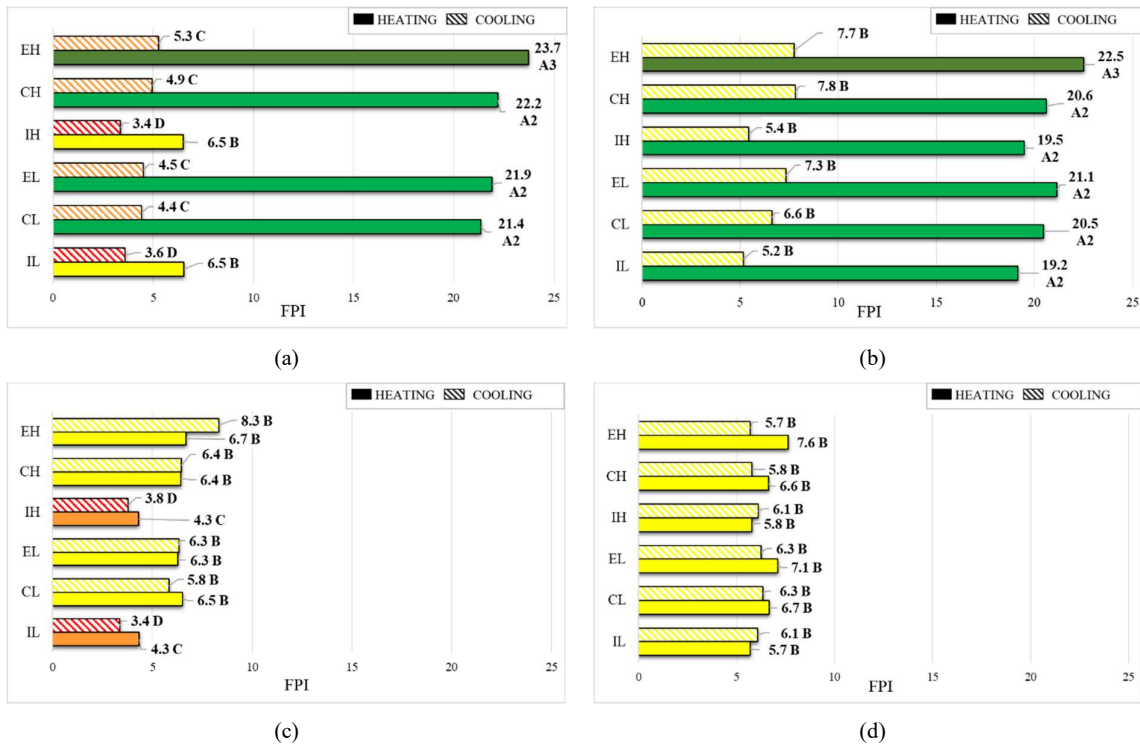 HEATING COOLING
EH
5.3 C
23.7
A3
CH
4.9 C
22.2
A2
IH
3.4 D
6.5 B
EL
4.5 C
21.9
A2
CL
4.4 C
21.4
A2
IL
3.6 D
6.5 B
0 5 10 15 20 25
FPI
(a)
HEATING COOLING
EH
7.7 B
22.5
A3
CH
7.8 B
20.6
A2
IH
5.4 B
19.5
A2
EL
7.3 B
21.1
A2
CL
6.6 B
20.5
A2
IL
5.2 B
19.2
A2
0 5 10 15 20 25
FPI
(b)
HEATING COOLING
EH
8.3 B
6.7 B
CH
6.4 B
6.4 B
IH
3.8 D
4.3 C
EL
6.3 B
6.3 B
CL
5.8 B
6.5 B
IL
3.4 D
4.3 C
0 5 10 15 20 25
FPI
(c)
HEATING COOLING
EH
5.7 B
7.6 B
CH
5.8 B
6.6 B
IH
6.1 B
5.8 B
EL
6.3 B
7.1 B
CL
6.3 B
6.7 B
IL
6.1 B
5.7 B
0 5 10 15 20 25
FPI
(d)